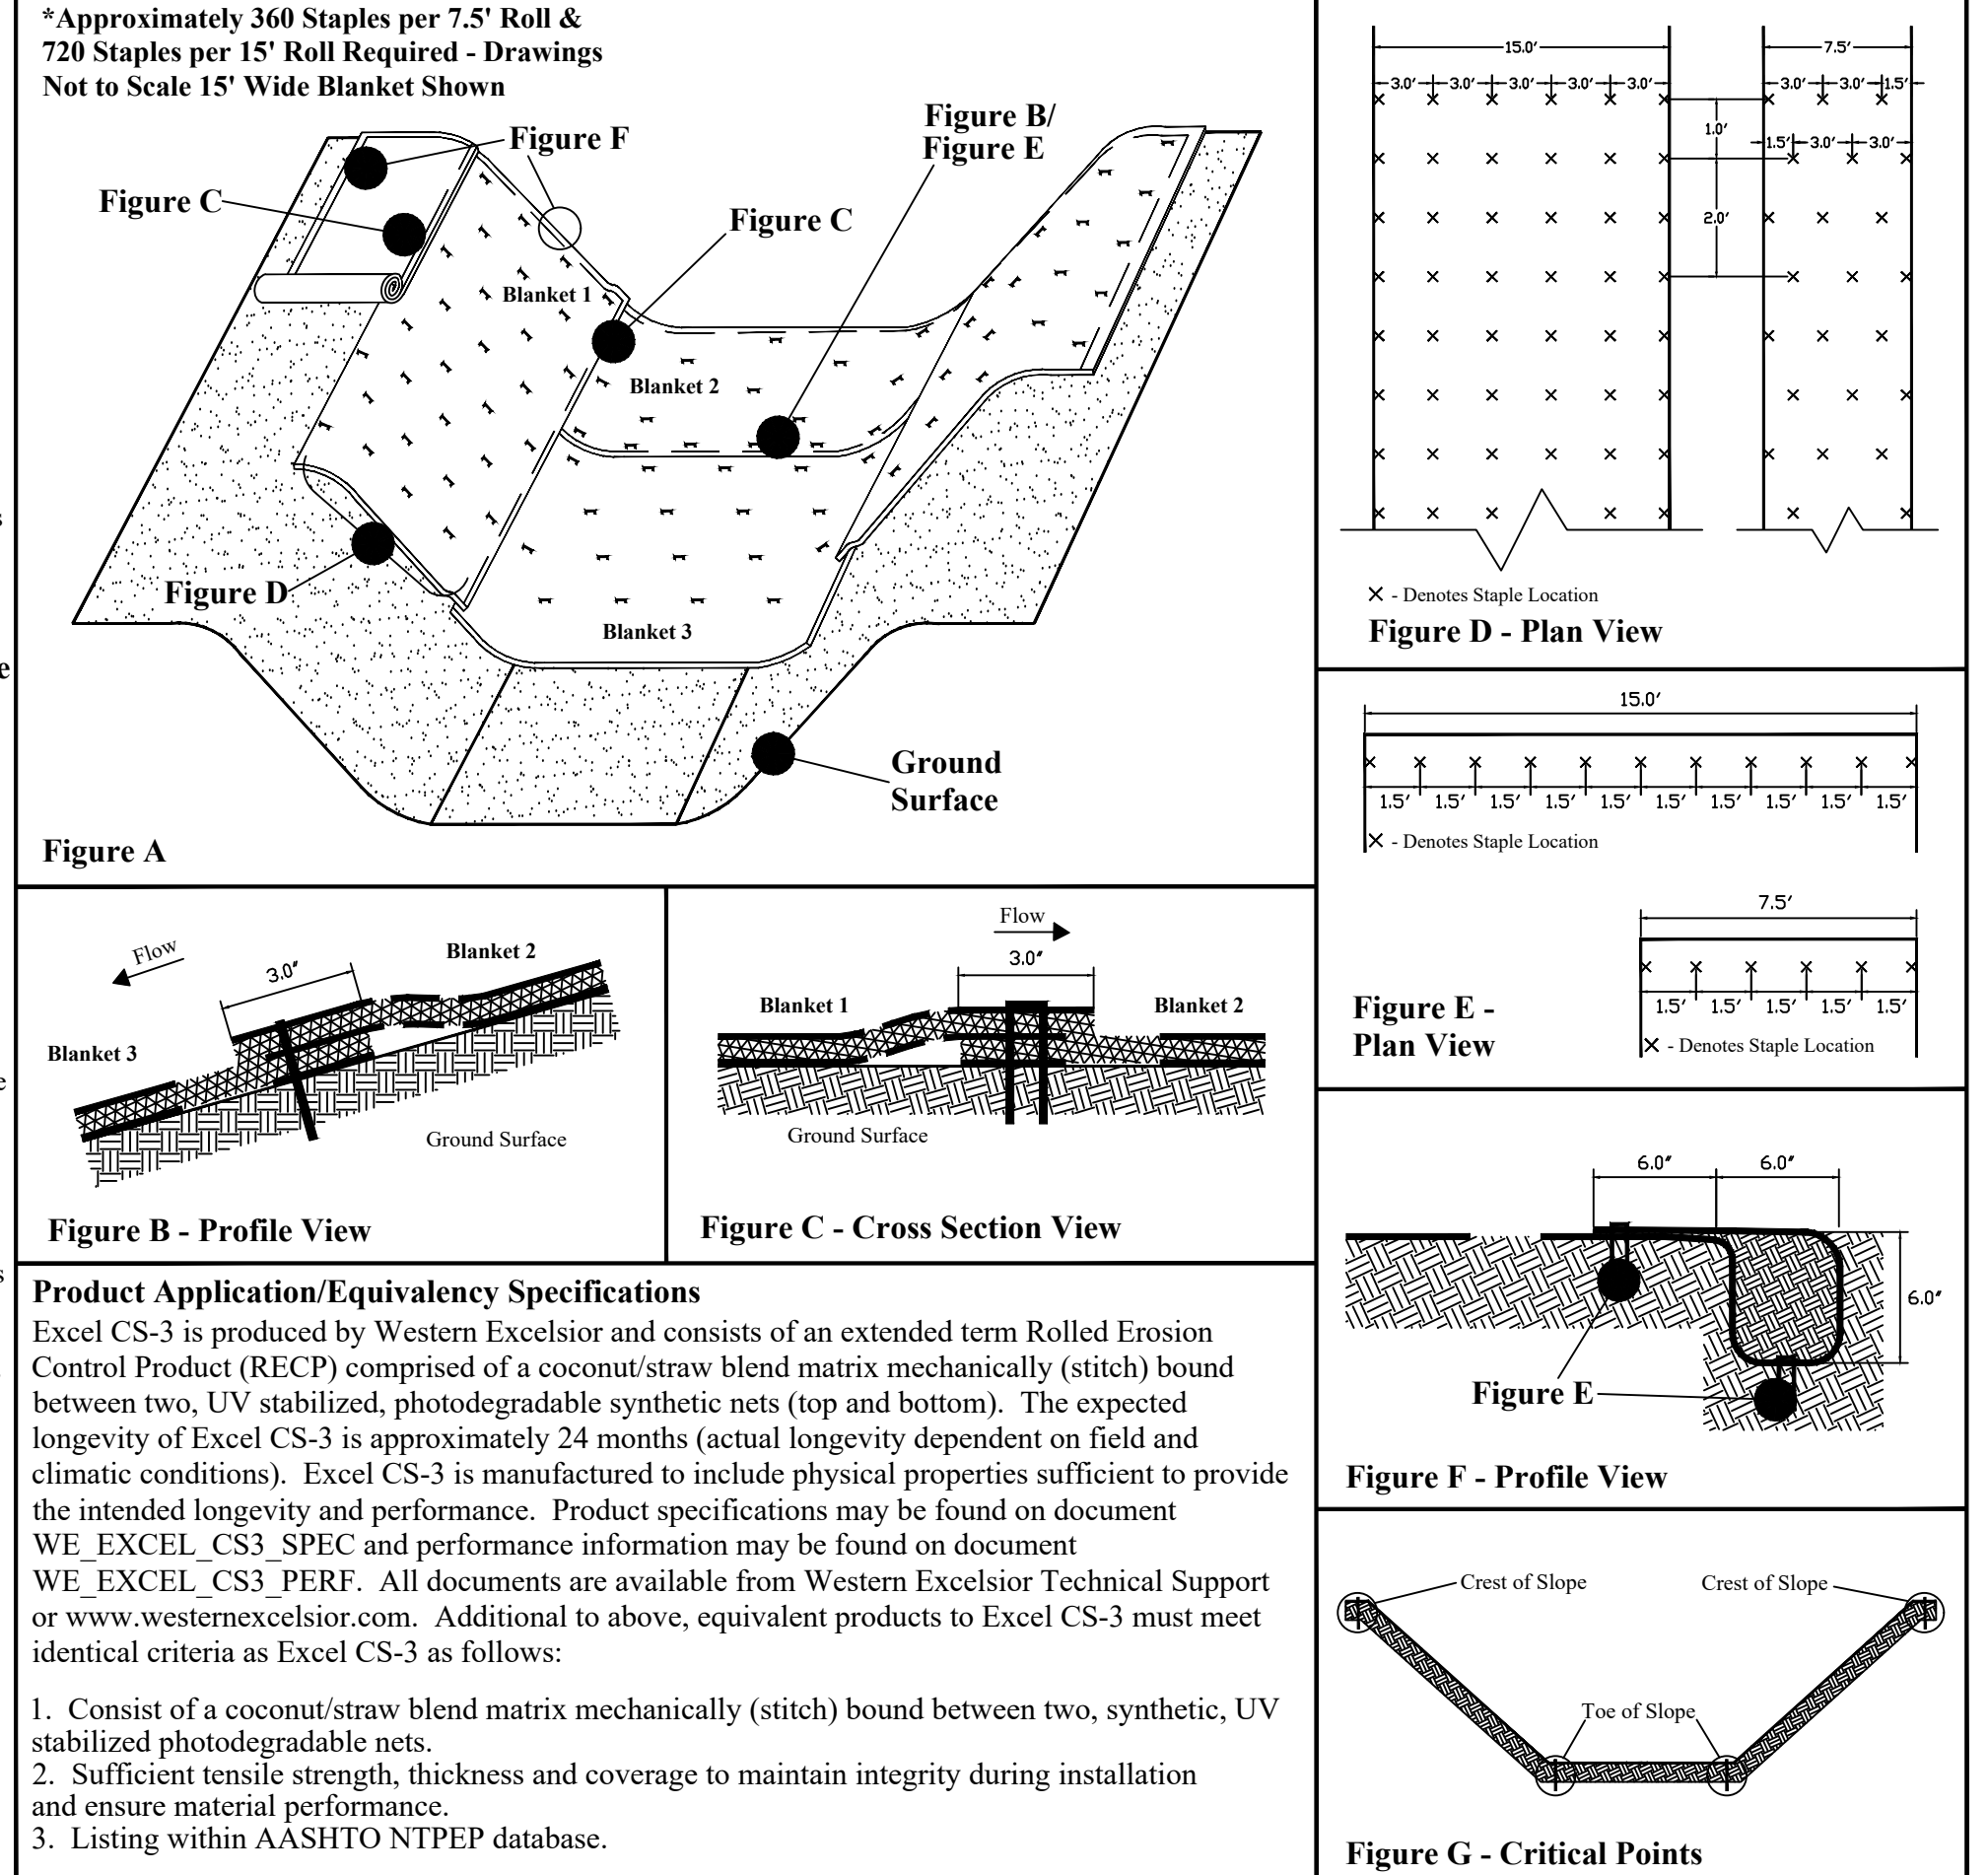 *Approximately 360 Staples per 7.5' Roll &
720 Staples per 15' Roll Required - Drawings
Not to Scale 15' Wide Blanket Shown
Figure F
Figure B/
Figure E
Figure C
Figure C
Blanket 1
Blanket 2
Figure D
Blanket 3
Ground
Surface
Figure A
Flow
3.0"
Blanket 2
Blanket 3
Ground Surface
Figure B - Profile View
Flow
3.0"
Blanket 1
Blanket 2
Ground Surface
Figure C - Cross Section View
Product Application/Equivalency Specifications
Excel CS-3 is produced by Western Excelsior and consists of an extended term Rolled Erosion
Control Product (RECP) comprised of a coconut/straw blend matrix mechanically (stitch) bound
between two, UV stabilized, photodegradable synthetic nets (top and bottom).  The expected
longevity of Excel CS-3 is approximately 24 months (actual longevity dependent on field and
climatic conditions).  Excel CS-3 is manufactured to include physical properties sufficient to provide
the intended longevity and performance.  Product specifications may be found on document
WE_EXCEL_CS3_SPEC and performance information may be found on document
WE_EXCEL_CS3_PERF.  All documents are available from Western Excelsior Technical Support
or www.westernexcelsior.com.  Additional to above, equivalent products to Excel CS-3 must meet
identical criteria as Excel CS-3 as follows:
1.  Consist of a coconut/straw blend matrix mechanically (stitch) bound between two, synthetic, UV
stabilized photodegradable nets.
2.  Sufficient tensile strength, thickness and coverage to maintain integrity during installation
and ensure material performance.
3.  Listing within AASHTO NTPEP database.
15.0' 7.5'
3.0' 3.0' 3.0' 3.0' 3.0' 3.0' 3.0' 1.5'
1.0'
1.5' 3.0' 3.0'
2.0'
X - Denotes Staple Location
Figure D - Plan View
15.0'
1.5' 1.5' 1.5' 1.5' 1.5' 1.5' 1.5' 1.5' 1.5' 1.5'
X - Denotes Staple Location
7.5'
1.5' 1.5' 1.5' 1.5' 1.5'
X - Denotes Staple Location
Figure E -
Plan View
6.0" 6.0"
6.0"
Figure E
Figure F - Profile View
Crest of Slope Crest of Slope
Toe of Slope
Figure G - Critical Points